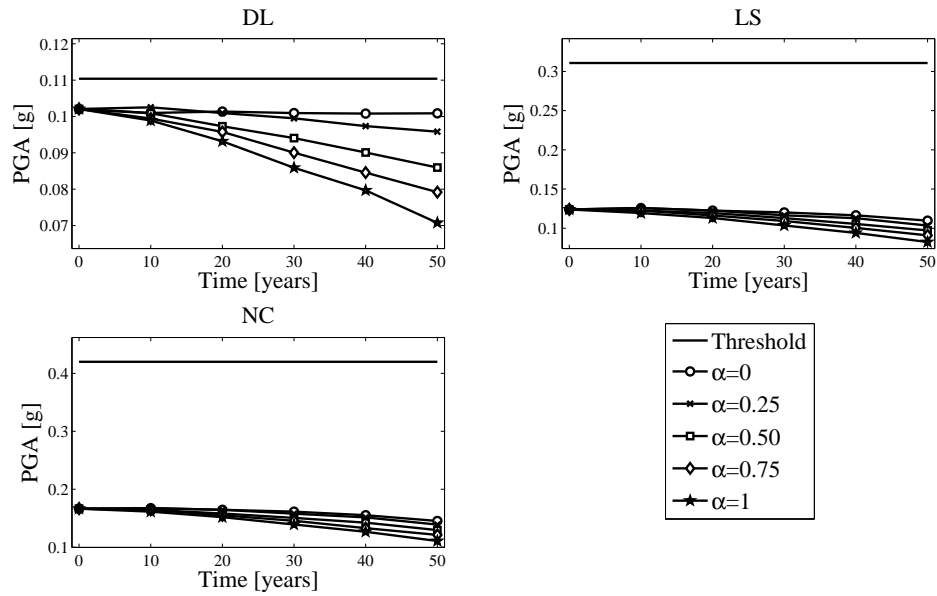 DL
PGA [g]
0.12
0.11
0.1
0.09
0.08
0.07
0 10 20 30 40 50
Time [years]
LS
PGA [g]
0.3
0.25
0.2
0.15
0.1
0 10 20 30 40 50
Time [years]
NC
PGA [g]
0.4
0.3
0.2
0.1
0 10 20 30 40 50
Time [years]
Threshold
α=0
α=0.25
α=0.50
α=0.75
α=1